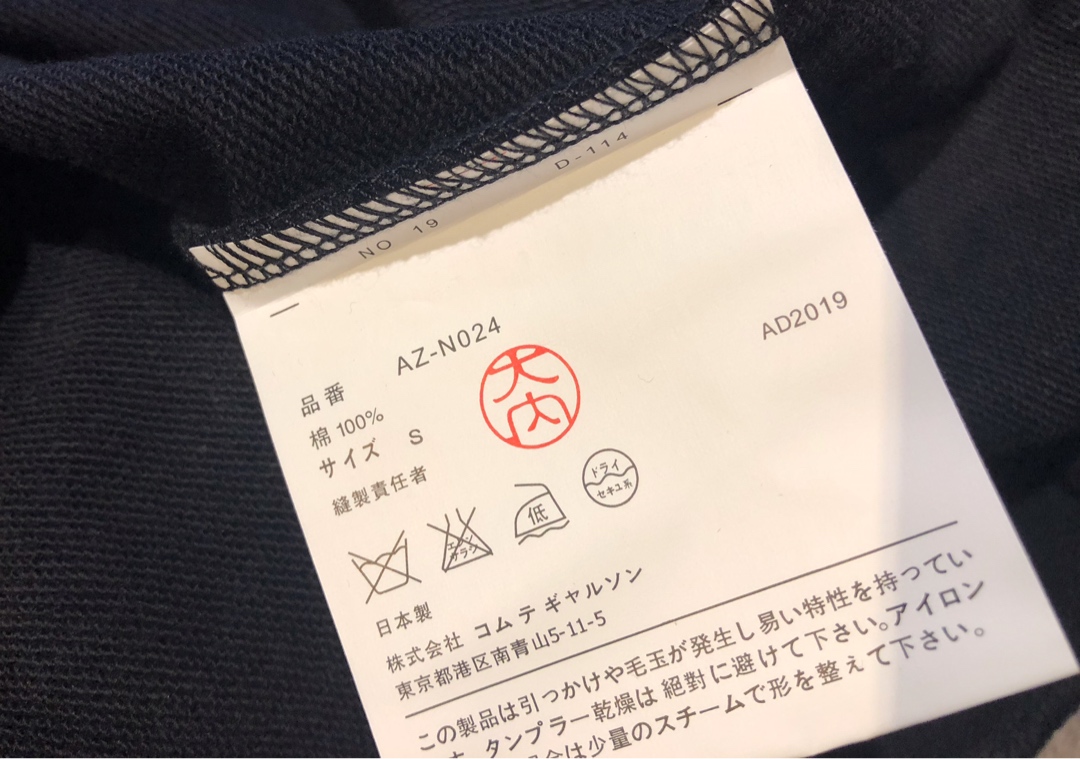 NO 19 D-114
品番 AZ-N024 AD2019
棉 100%
サイズ S
縫製責任者 大内
エンソ サラシ
低
ドライ
セキユ系
日本製
株式会社 コム テ ギャルソン
東京都港区南青山5-11-5
この製品は引っかけや毛玉が発生し易い特性を持ってい
タンブラー乾燥は絶對に避けて下さい。アイロン
は少量のスチームで形を整えて下さい。